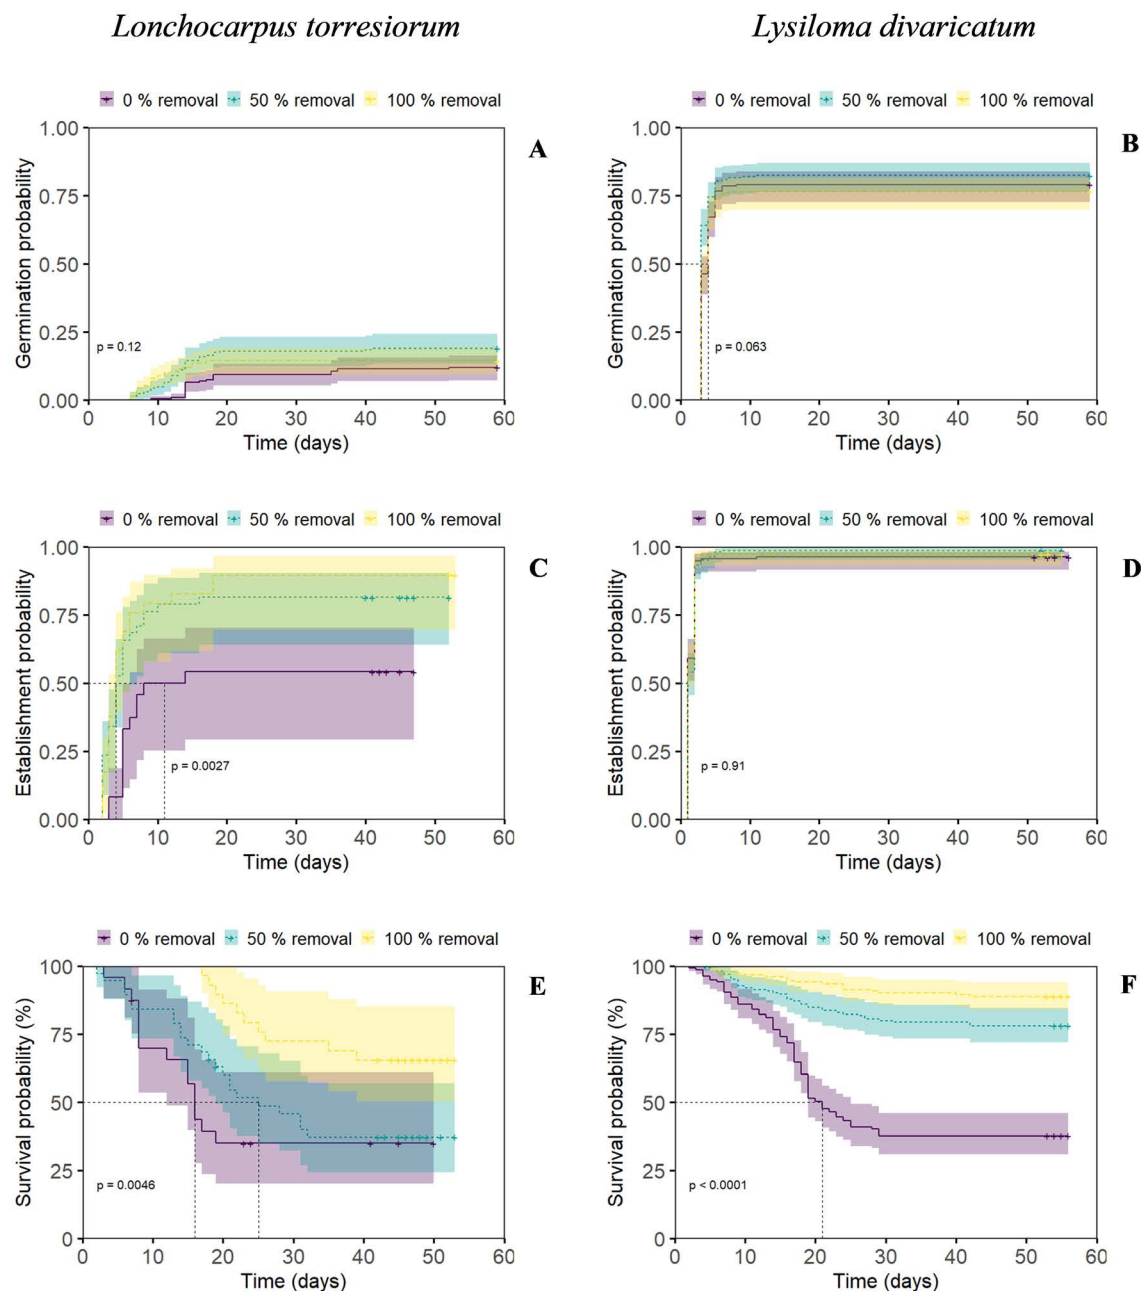 Lonchocarpus torresiorum
Lysiloma divaricatum
0 % removal 50 % removal 100 % removal
A
Germination probability
1.00
0.75
0.50
0.25
0.00
p = 0.12
0 10 20 30 40 50 60
Time (days)
0 % removal 50 % removal 100 % removal
B
Germination probability
1.00
0.75
0.50
0.25
0.00
p = 0.063
0 10 20 30 40 50 60
Time (days)
0 % removal 50 % removal 100 % removal
C
Establishment probability
1.00
0.75
0.50
0.25
0.00
p = 0.0027
0 10 20 30 40 50 60
Time (days)
0 % removal 50 % removal 100 % removal
D
Establishment probability
1.00
0.75
0.50
0.25
0.00
p = 0.91
0 10 20 30 40 50 60
Time (days)
0 % removal 50 % removal 100 % removal
E
Survival probability (%)
100
75
50
25
0
p = 0.0046
0 10 20 30 40 50 60
Time (days)
0 % removal 50 % removal 100 % removal
F
Survival probability (%)
100
75
50
25
0
p < 0.0001
0 10 20 30 40 50 60
Time (days)